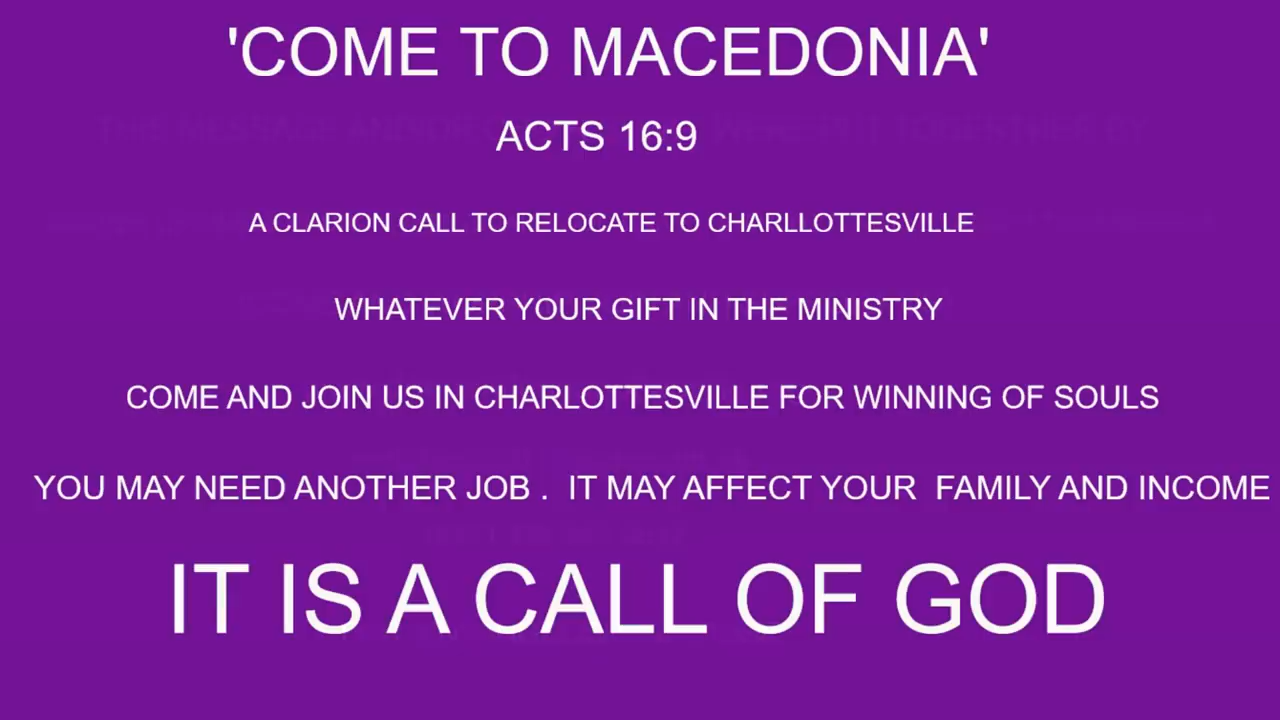 'COME TO MACEDONIA'
ACTS 16:9
A CLARION CALL TO RELOCATE TO CHARLLOTTESVILLE
WHATEVER YOUR GIFT IN THE MINISTRY
COME AND JOIN US IN CHARLOTTESVILLE FOR WINNING OF SOULS
YOU MAY NEED ANOTHER JOB .  IT MAY AFFECT YOUR  FAMILY AND INCOME
IT IS A CALL OF GOD